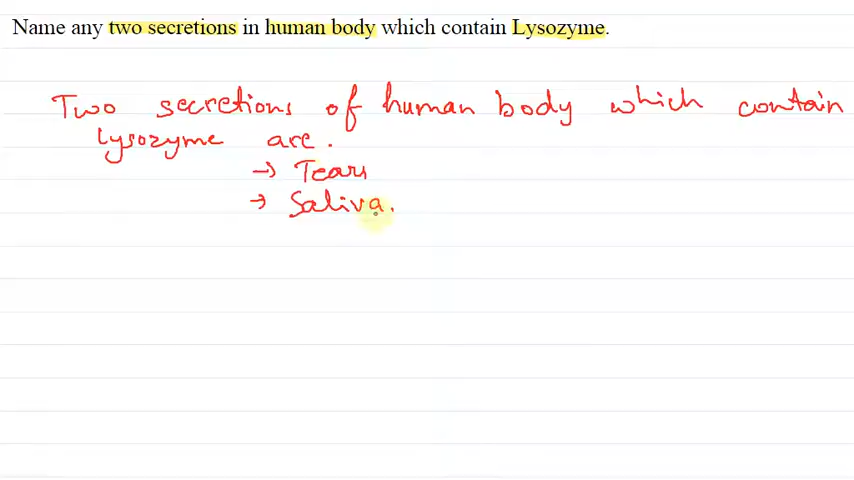 Name any two secretions in human body which contain Lysozyme.
Two secretions of human body which contain
Lysozyme are.
→ Tears
→ Saliva.